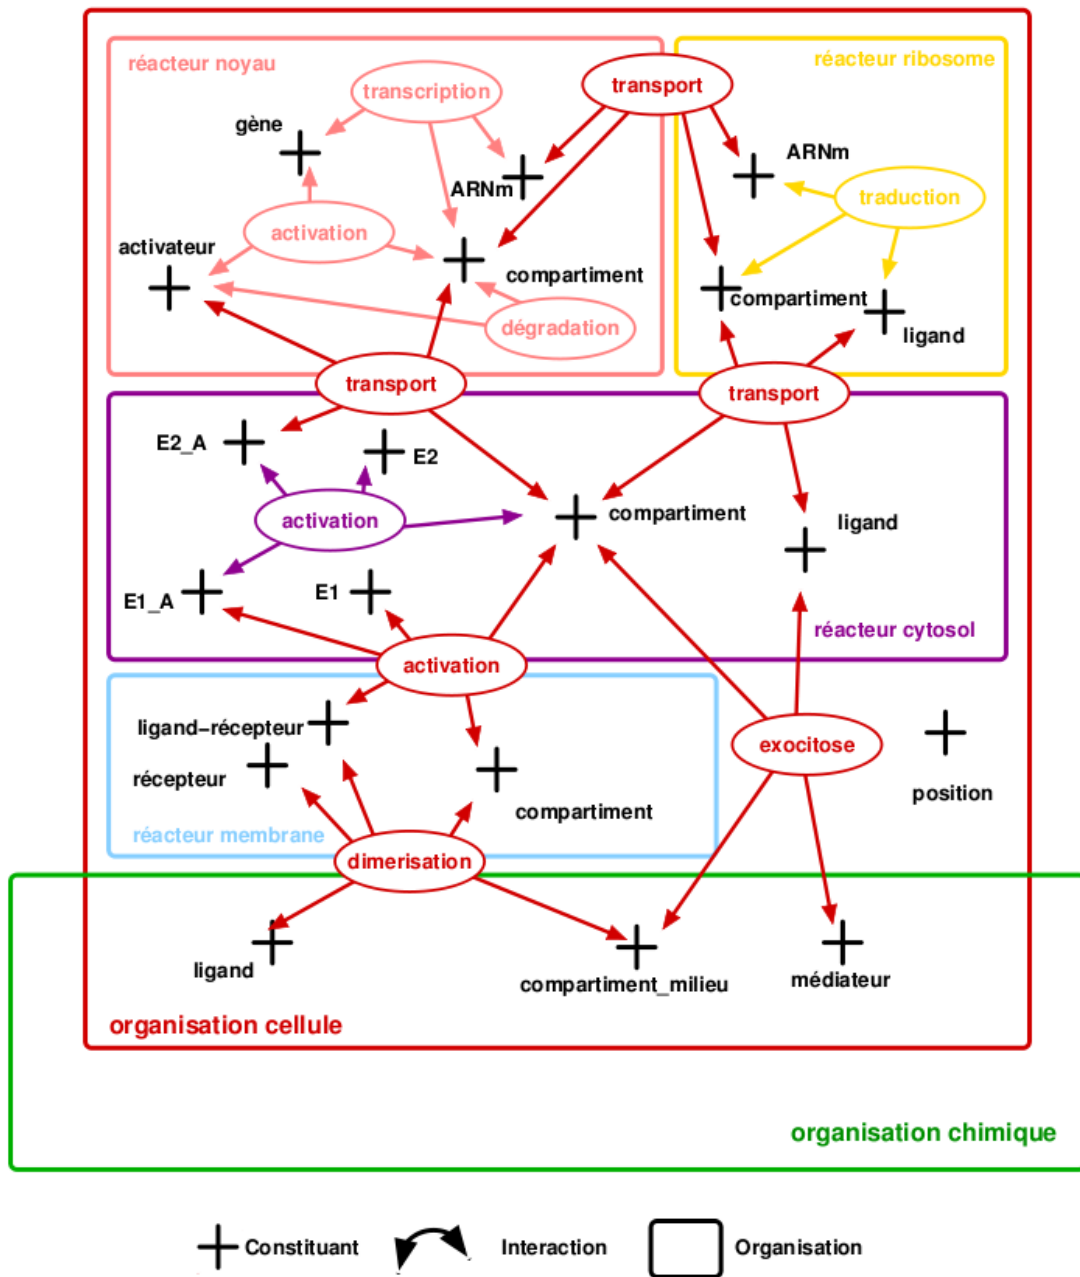 réacteur noyau
transcription
transport
réacteur ribosome
gène
ARNm
ARNm
traduction
activateur
activation
compartiment
compartiment
dégradation
ligand
transport
transport
E2_A
E2
activation
compartiment
ligand
E1_A
E1
réacteur cytosol
activation
ligand–récepteur
récepteur
exocitose
position
compartiment
réacteur membrane
dimerisation
ligand
compartiment_milieu
médiateur
organisation cellule
organisation chimique
Constituant
Interaction
Organisation